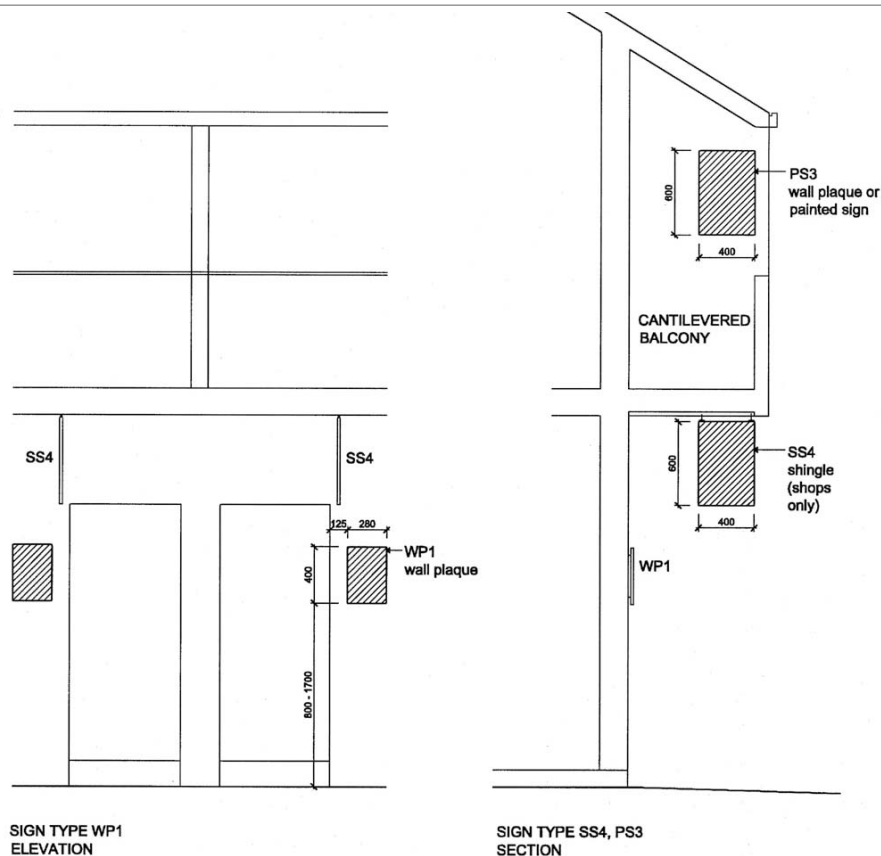 SS4
SS4
125
280
WP1
wall plaque
400
800 - 1700
SIGN TYPE WP1
ELEVATION
PS3
wall plaque or
painted sign
600
400
CANTILEVERED
BALCONY
SS4
shingle
(shops
only)
600
400
WP1
SIGN TYPE SS4, PS3
SECTION